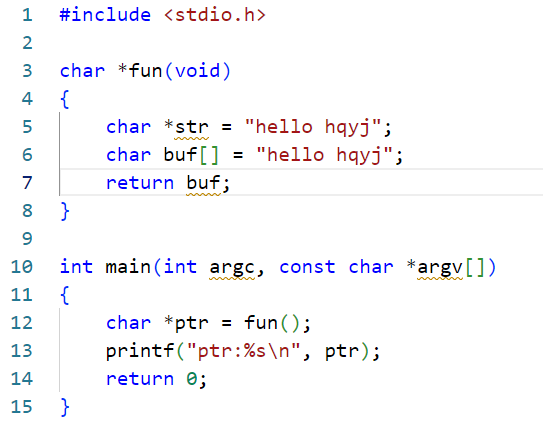 1 #include <stdio.h>
2
3 char *fun(void)
4 {
5     char *str = "hello hqyj";
6     char buf[] = "hello hqyj";
7     return buf;
8 }
9
10 int main(int argc, const char *argv[])
11 {
12     char *ptr = fun();
13     printf("ptr:%s\n", ptr);
14     return 0;
15 }